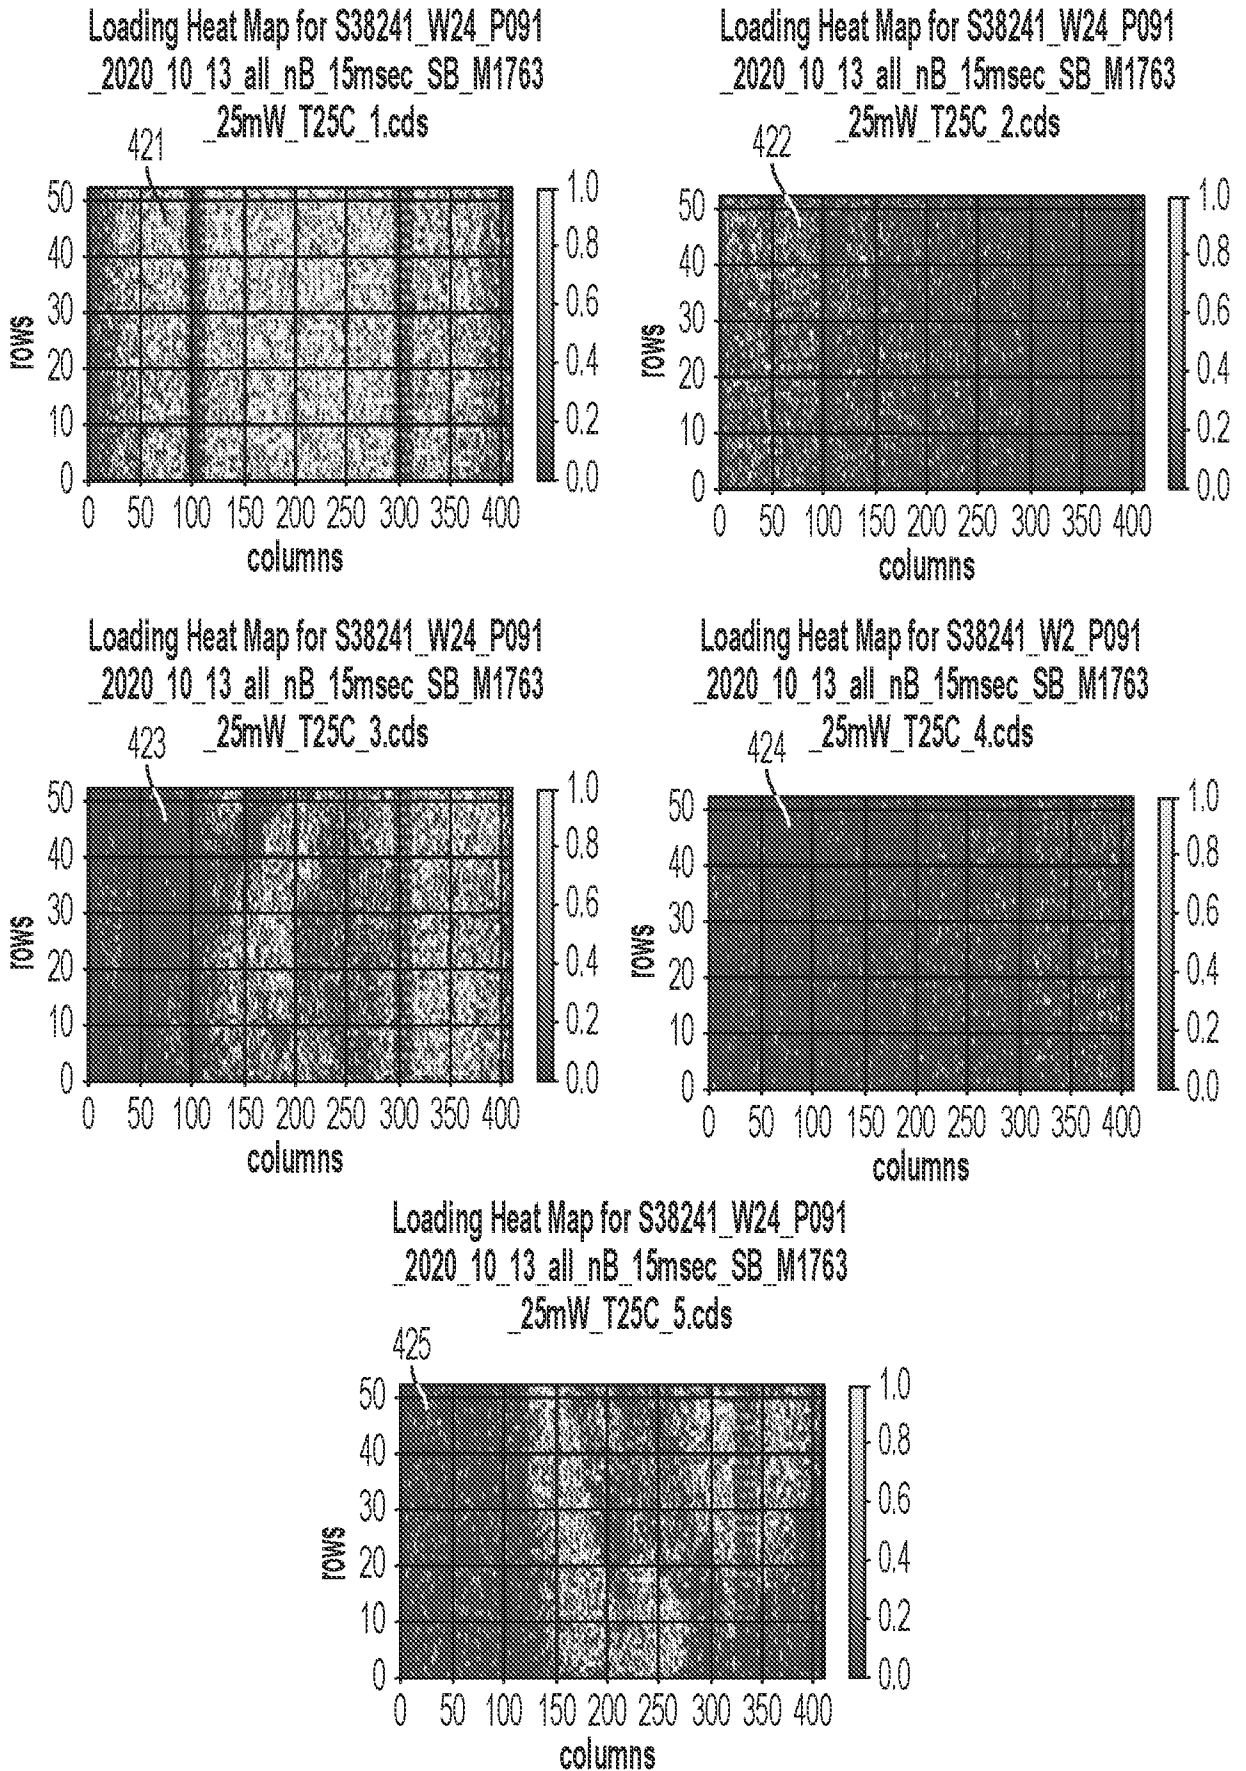 Loading Heat Map for S38241_W24_P091
_2020_10_13_all_nB_15msec_SB_M1763
_25mW_T25C_1.cds
421
50
40
30
20
10
0
rows
0 50 100 150 200 250 300 350 400
columns
1.0
0.8
0.6
0.4
0.2
0.0
Loading Heat Map for S38241_W24_P091
_2020_10_13_all_nB_15msec_SB_M1763
_25mW_T25C_2.cds
422
50
40
30
20
10
0
rows
0 50 100 150 200 250 300 350 400
columns
1.0
0.8
0.6
0.4
0.2
0.0
Loading Heat Map for S38241_W24_P091
_2020_10_13_all_nB_15msec_SB_M1763
_25mW_T25C_3.cds
423
50
40
30
20
10
0
rows
0 50 100 150 200 250 300 350 400
columns
1.0
0.8
0.6
0.4
0.2
0.0
Loading Heat Map for S38241_W2_P091
_2020_10_13_all_nB_15msec_SB_M1763
_25mW_T25C_4.cds
424
50
40
30
20
10
0
rows
0 50 100 150 200 250 300 350 400
columns
1.0
0.8
0.6
0.4
0.2
0.0
Loading Heat Map for S38241_W24_P091
_2020_10_13_all_nB_15msec_SB_M1763
_25mW_T25C_5.cds
425
50
40
30
20
10
0
rows
0 50 100 150 200 250 300 350 400
columns
1.0
0.8
0.6
0.4
0.2
0.0